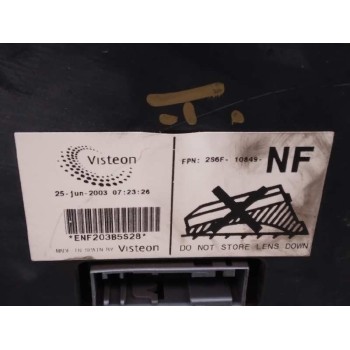 Visteon
25-jun-2003 07:23:26
*ENF20385528*
Visteon
FPN: 2S6F- 10849-
NF
DO NOT STORE LENS DOWN